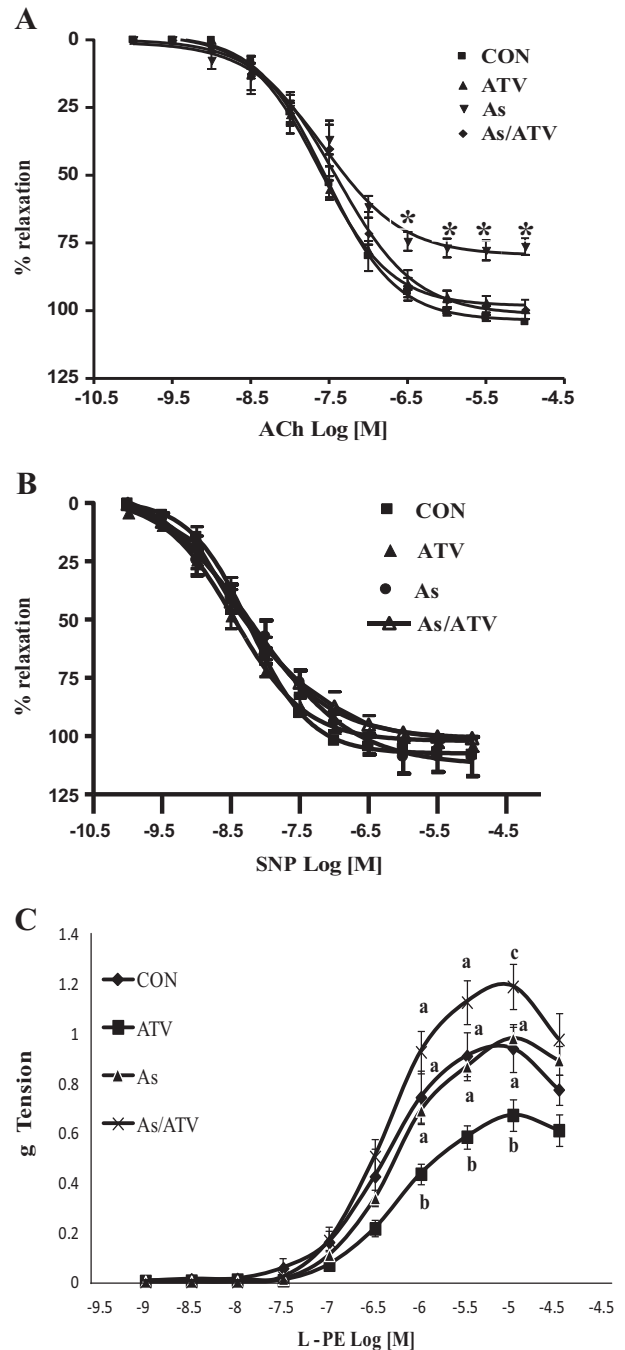 A
0
25
50
75
100
125
% relaxation
CON
ATV
As
As/ATV
* * * *
-10.5 -9.5 -8.5 -7.5 -6.5 -5.5 -4.5
ACh Log [M]
B
0
25
50
75
100
125
% relaxation
CON
ATV
As
As/ATV
-10.5 -9.5 -8.5 -7.5 -6.5 -5.5 -4.5
SNP Log [M]
C
1.4
1.2
1
0.8
0.6
0.4
0.2
0
g Tension
CON
ATV
As
As/ATV
a a c
a a a
a a a
b b b
-9.5 -9 -8.5 -8 -7.5 -7 -6.5 -6 -5.5 -5 -4.5 -4.5
L -PE Log [M]